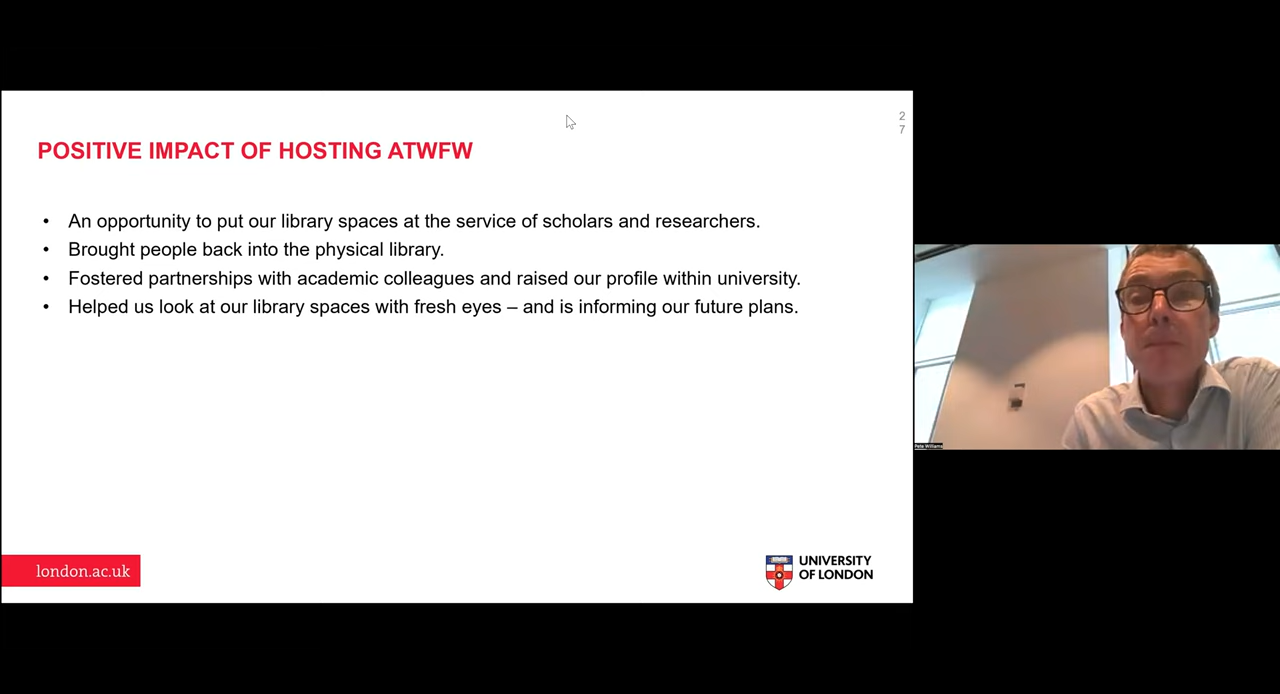 2
7
POSITIVE IMPACT OF HOSTING ATWFW
• An opportunity to put our library spaces at the service of scholars and researchers.
• Brought people back into the physical library.
• Fostered partnerships with academic colleagues and raised our profile within university.
• Helped us look at our library spaces with fresh eyes – and is informing our future plans.
london.ac.uk
UNIVERSITY
OF LONDON
Pete Williams